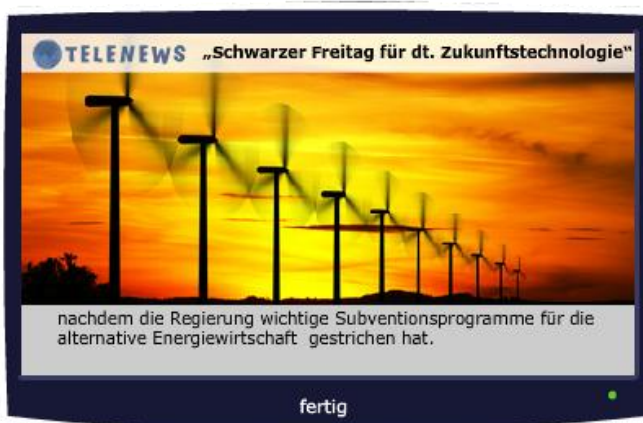 TELENEWS „Schwarzer Freitag für dt. Zukunftstechnologie“
nachdem die Regierung wichtige Subventionsprogramme für die
alternative Energiewirtschaft gestrichen hat.
fertig